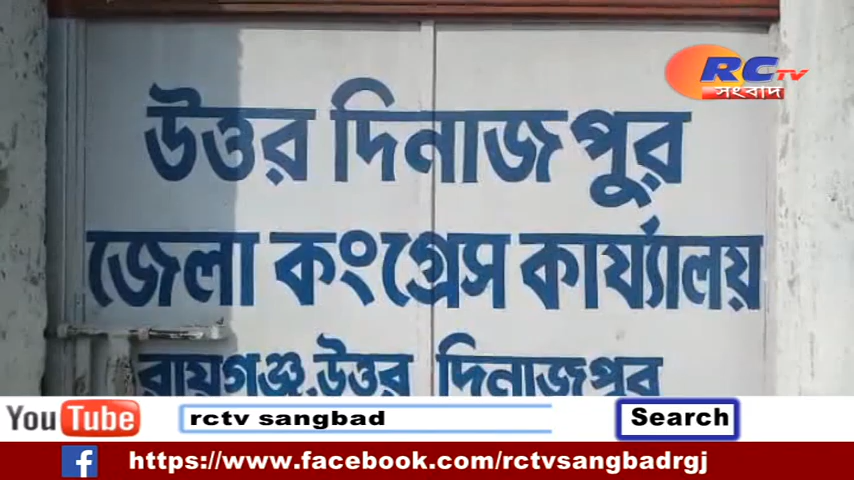 RC TV
সংবাদ
উত্তর দিনাজপুর
জেলা কংগ্রেস কার্য্যালয়
রায়গঞ্জ, উত্তর দিনাজপুর
You Tube
rctv sangbad
Search
f
https://www.facebook.com/rctvsangbadrgj